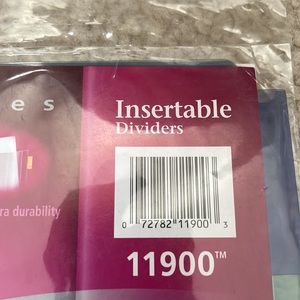 es
Insertable
Dividers
ra durability
0 72782 11900 3
11900™